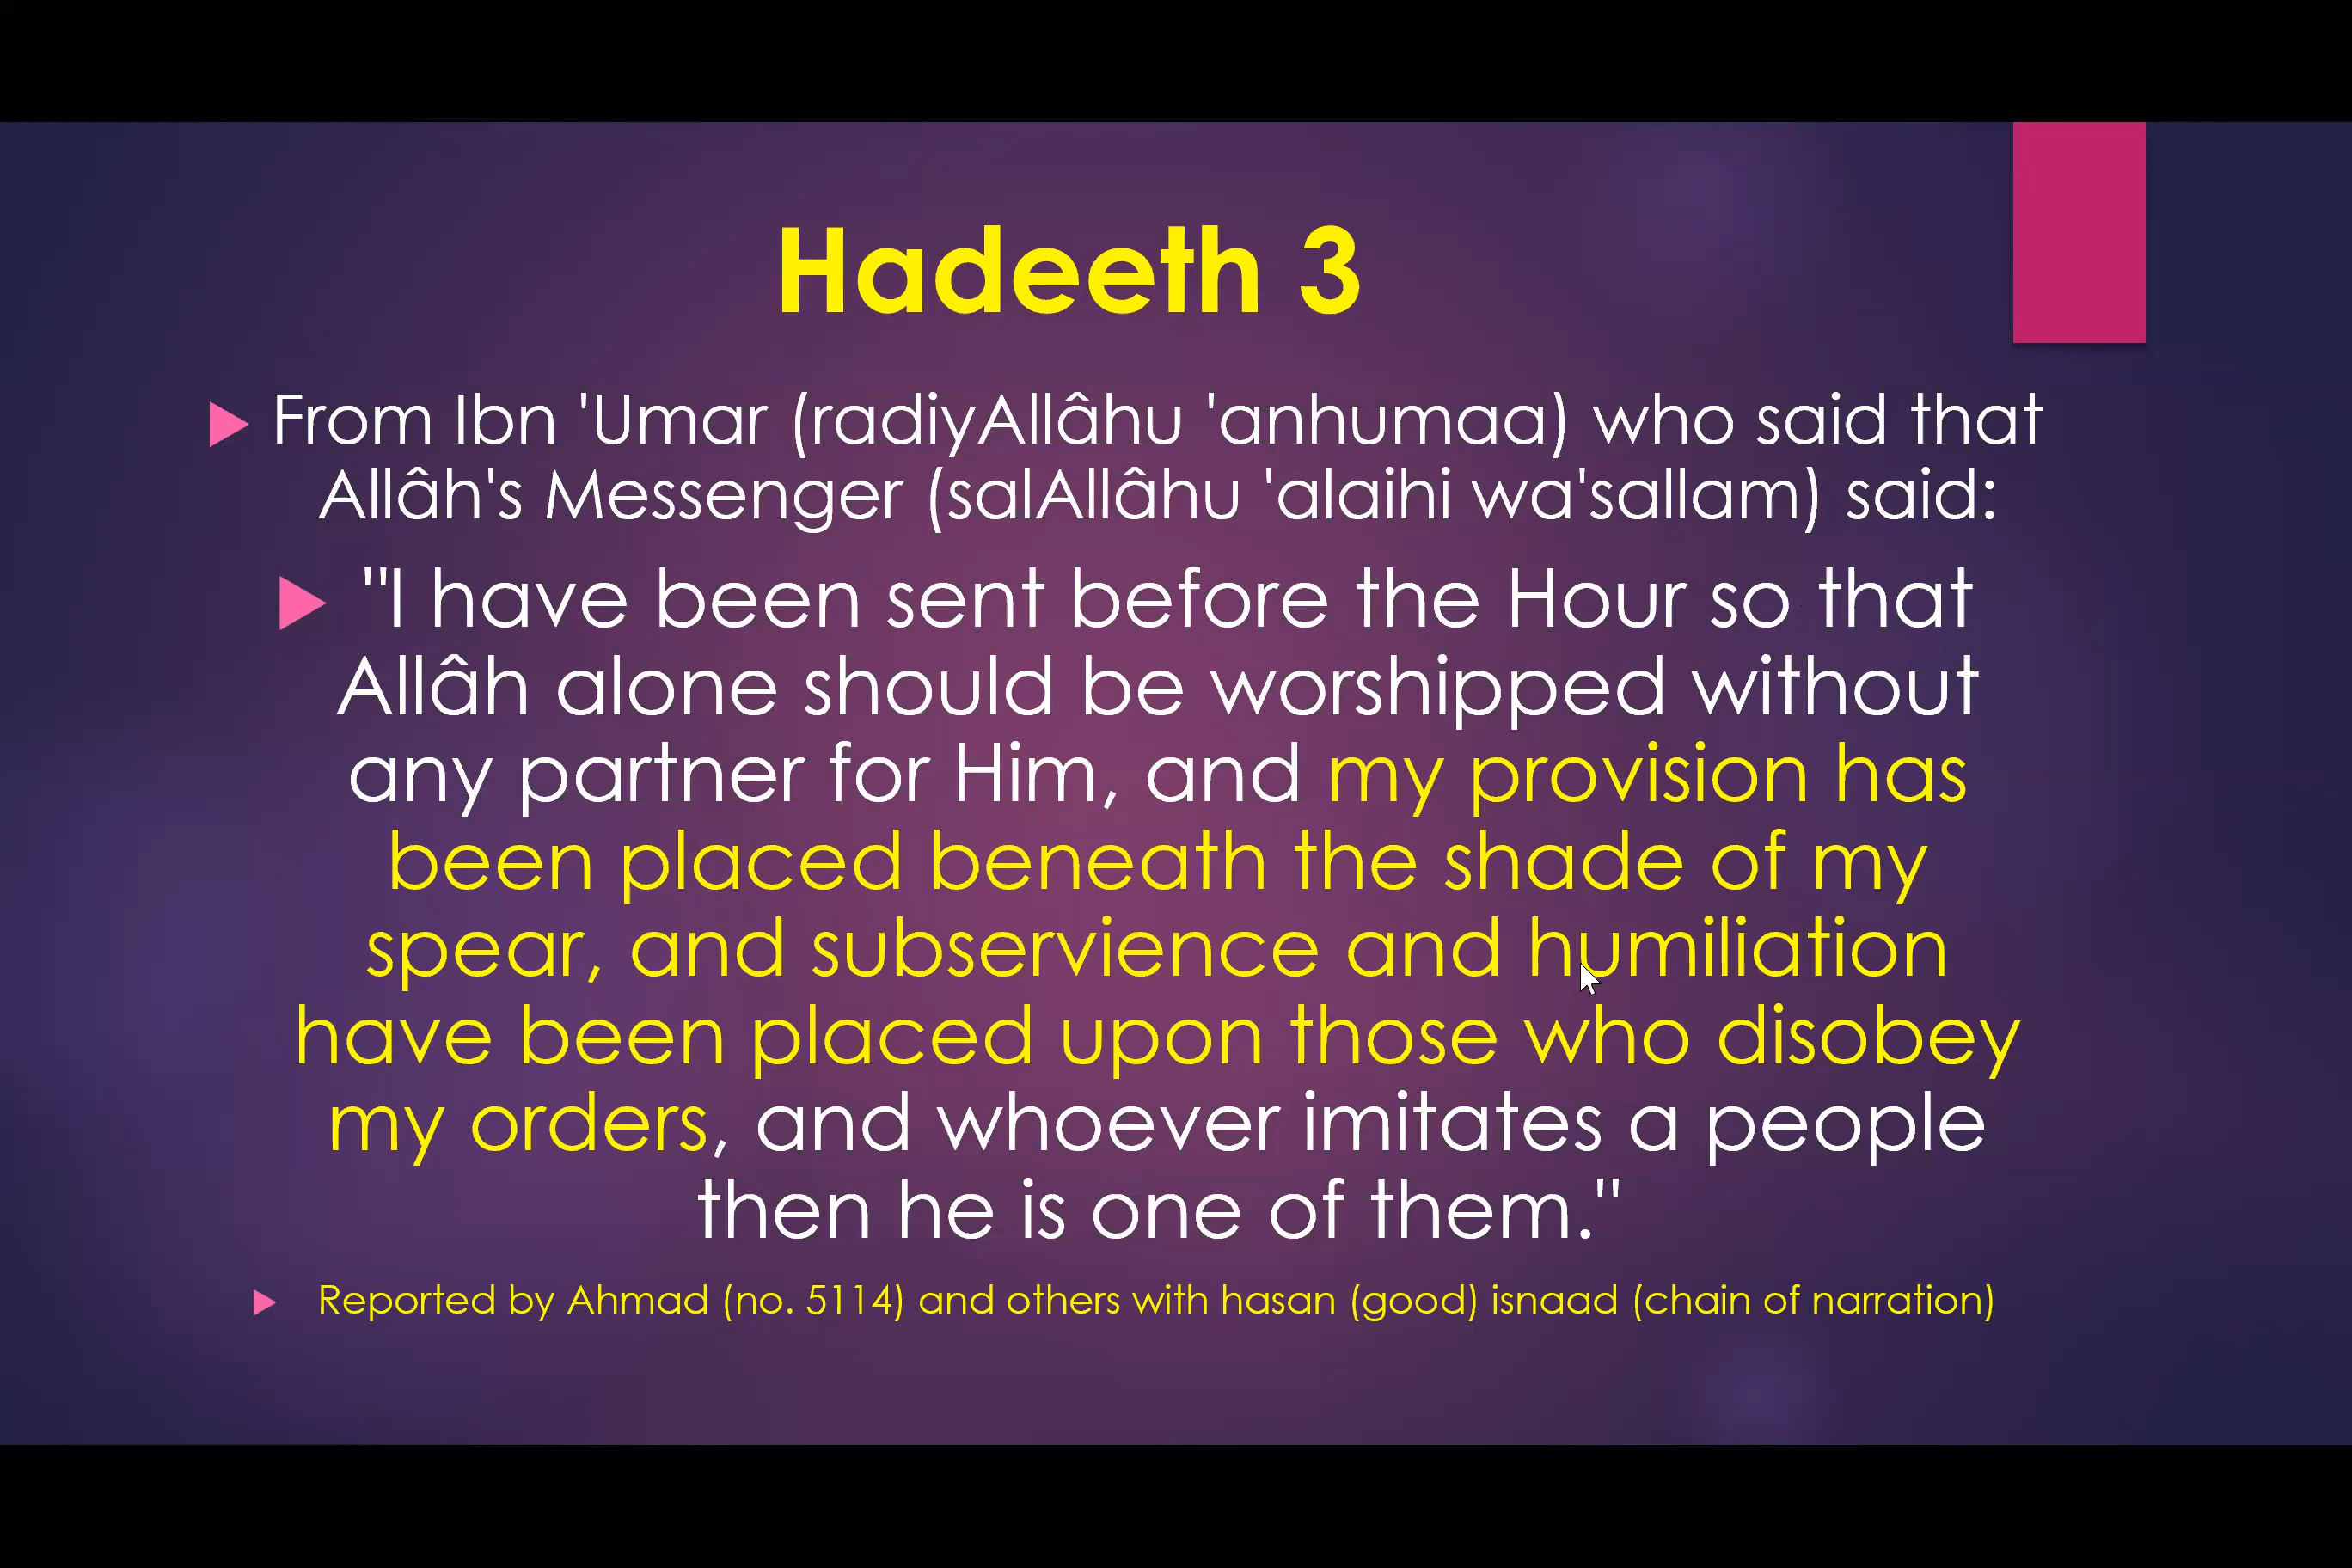 Hadeeth 3
From Ibn 'Umar (radiyAllâhu 'anhumaa) who said that
Allâh's Messenger (salAllâhu 'alaihi wa'sallam) said:
"I have been sent before the Hour so that
Allâh alone should be worshipped without
any partner for Him, and my provision has
been placed beneath the shade of my
spear, and subservience and humiliation
have been placed upon those who disobey
my orders, and whoever imitates a people
then he is one of them."
Reported by Ahmad (no. 5114) and others with hasan (good) isnaad (chain of narration)